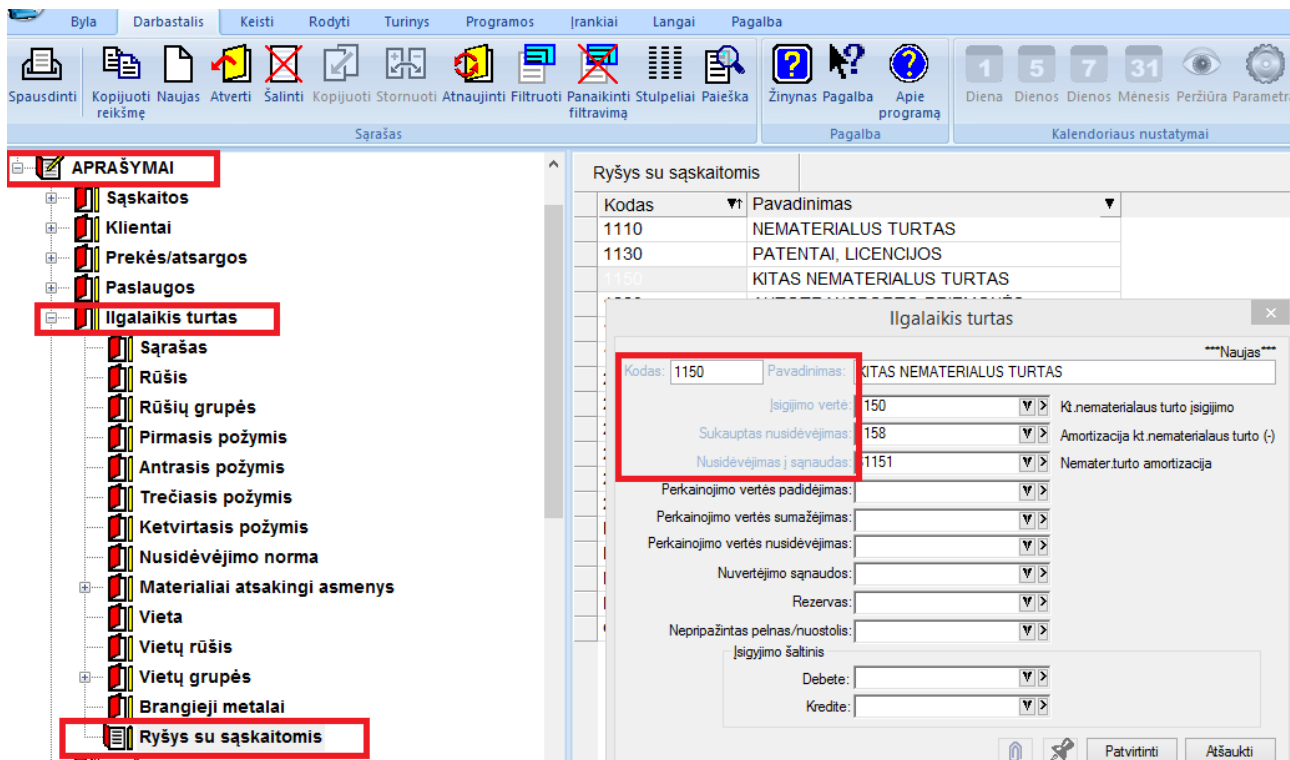 Byla Darbastalis Keisti Rodyti Turinys Programos Įrankiai Langai Pagalba
Spausdinti Kopijuoti reikšmę Naujas Atverti Šalinti Kopijuoti Stornuoti Atnaujinti Filtruoti Panaikinti filtravimą Stulpeliai Paieška Žinynas Pagalba Apie programą Diena Dienos Dienos Mėnesis Peržiūra
1 5 7 31
Sąrašas Pagalba Kalendoriaus nustatymai
APRAŠYMAI
Sąskaitos
Klientai
Prekės/atsargos
Paslaugos
Ilgalaikis turtas
Sąrašas
Rūšis
Rūšių grupės
Pirmasis požymis
Antrasis požymis
Trečiasis požymis
Ketvirtasis požymis
Nusidėvėjimo norma
Materialiai atsakingi asmenys
Vieta
Vietų rūšis
Vietų grupės
Brangieji metalai
Ryšys su sąskaitomis
Ryšys su sąskaitomis
Kodas Pavadinimas
1110 NEMATERIALUS TURTAS
1130 PATENTAI, LICENCIJOS
1150 KITAS NEMATERIALUS TURTAS
Ilgalaikis turtas
***Naujas***
Kodas: 1150 Pavadinimas: KITAS NEMATERIALUS TURTAS
Įsigijimo vertė: 150 Kt.nematerialaus turto įsigijimo
Sukauptas nusidėvėjimas: 158 Amortizacija kt.nematerialaus turto (-)
Nusidėvėjimas į sąnaudas: 1151 Nemater.turto amortizacija
Perkainojimo vertės padidėjimas:
Perkainojimo vertės sumažėjimas:
Perkainojimo vertės nusidėvėjimas:
Nuvertėjimo sąnaudos:
Rezervas:
Nepripažintas pelnas/nuostolis:
Įsigyjimo šaltinis
Debete:
Kredite:
Patvirtinti Atšaukti